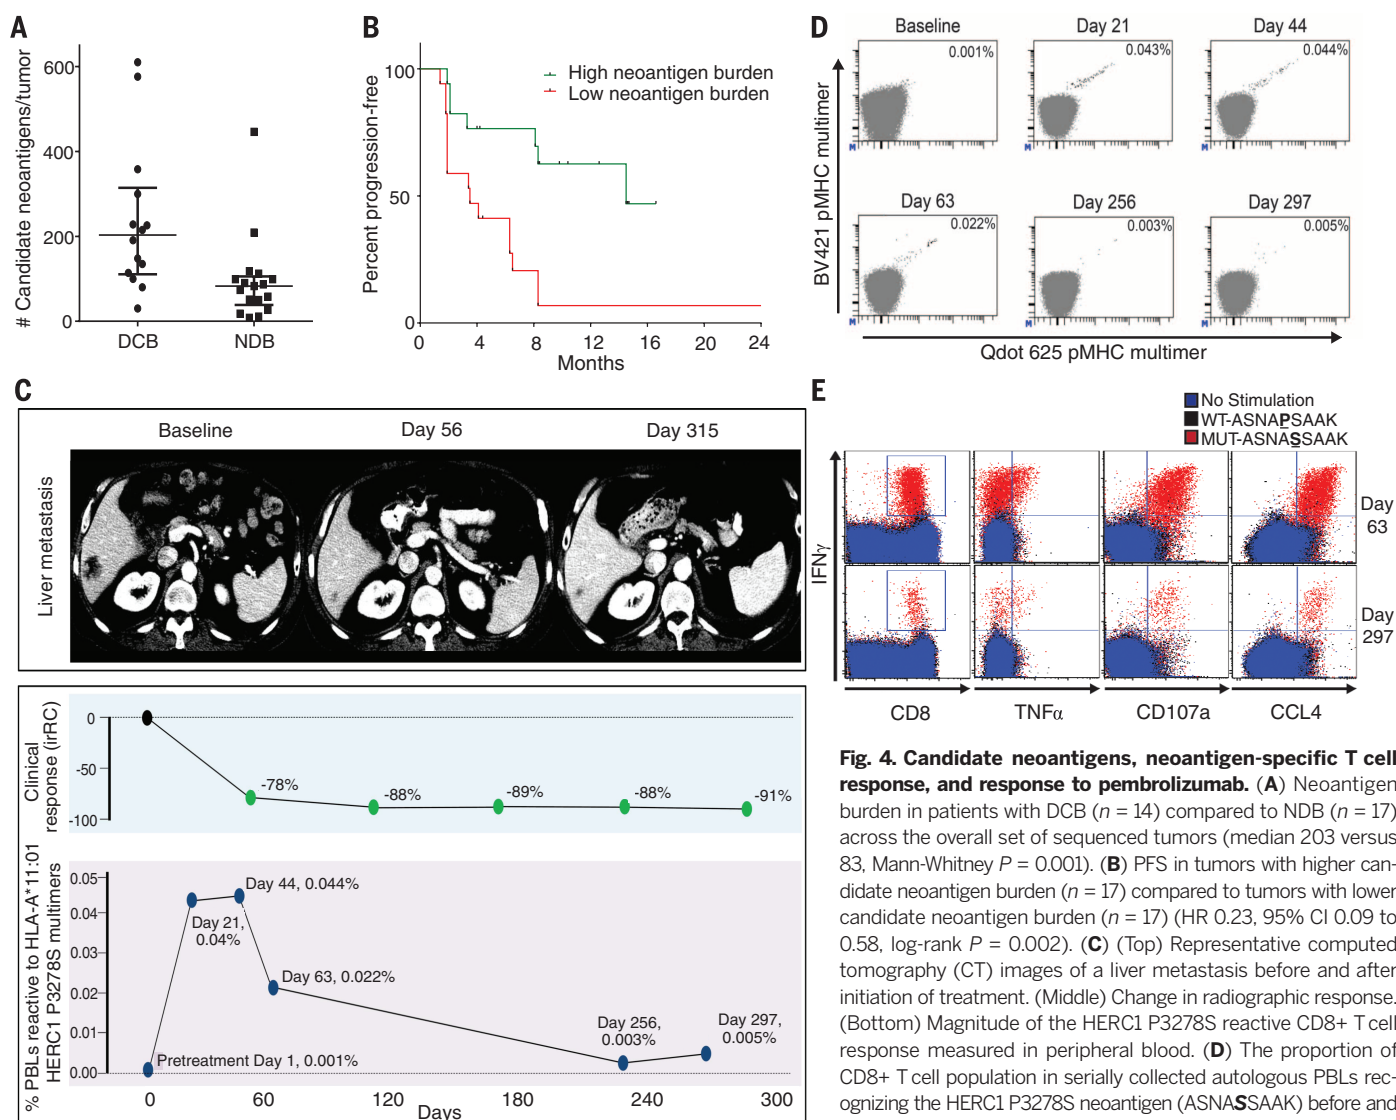 A
# Candidate neoantigens/tumor
600
400
200
0
DCB
NDB
B
Percent progression-free
100
50
0
High neoantigen burden
Low neoantigen burden
0
4
8
12
16
20
24
Months
C
Baseline
Day 56
Day 315
Liver metastasis
Clinical
response (irRC)
0
-50
-100
-78%
-88%
-89%
-88%
-91%
% PBLs reactive to HLA-A*11:01
HERC1 P3278S multimers
0.05
0.04
0.03
0.02
0.01
0.00
Day 44, 0.044%
Day 21,
0.04%
Day 63, 0.022%
Pretreatment Day 1, 0.001%
Day 256,
0.003%
Day 297,
0.005%
0
60
120
180
240
300
Days
D
Baseline
Day 21
Day 44
0.001%
0.043%
0.044%
Day 63
Day 256
Day 297
0.022%
0.003%
0.005%
BV421 pMHC multimer
Qdot 625 pMHC multimer
E
No Stimulation
WT-ASNAPSAAK
MUT-ASNASSAAK
IFNγ
Day
63
Day
297
CD8
TNFα
CD107a
CCL4
Fig. 4. Candidate neoantigens, neoantigen-specific T cell
response, and response to pembrolizumab. (A) Neoantigen
burden in patients with DCB (n = 14) compared to NDB (n = 17)
across the overall set of sequenced tumors (median 203 versus
83, Mann-Whitney P = 0.001). (B) PFS in tumors with higher can-
didate neoantigen burden (n = 17) compared to tumors with lower
candidate neoantigen burden (n = 17) (HR 0.23, 95% CI 0.09 to
0.58, log-rank P = 0.002). (C) (Top) Representative computed
tomography (CT) images of a liver metastasis before and after
initiation of treatment. (Middle) Change in radiographic response.
(Bottom) Magnitude of the HERC1 P3278S reactive CD8+ T cell
response measured in peripheral blood. (D) The proportion of
CD8+ T cell population in serially collected autologous PBLs rec-
ognizing the HERC1 P3278S neoantigen (ASNASSAAK) before and